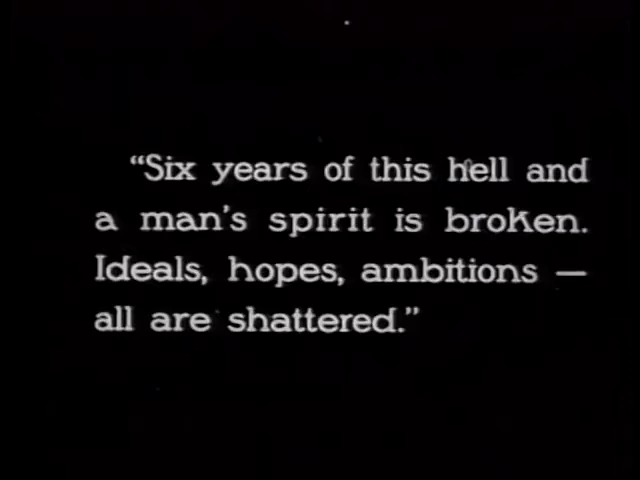 “Six years of this hell and
a man's spirit is broken.
Ideals, hopes, ambitions —
all are shattered.”